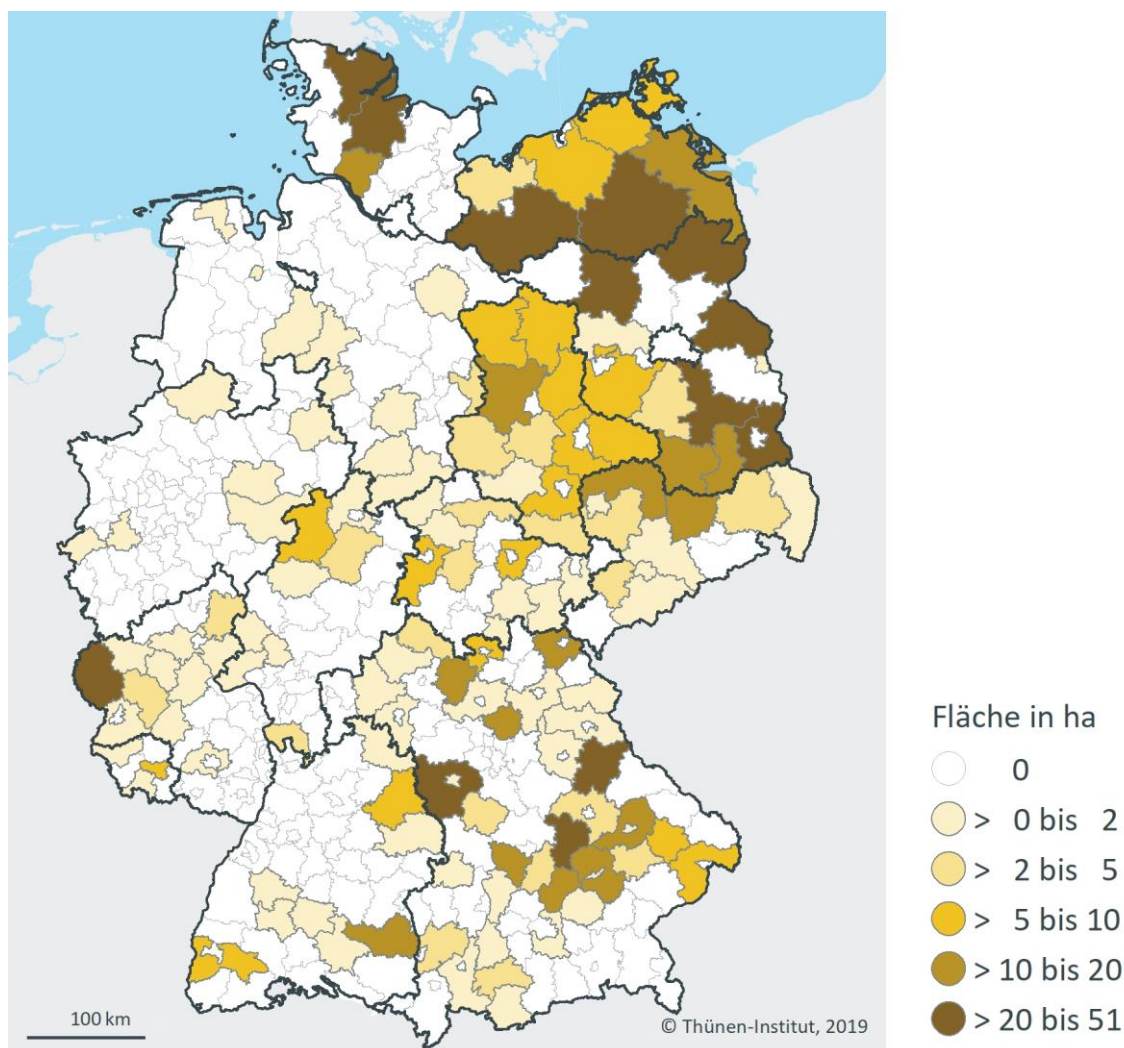 Fläche in ha
0
> 0 bis 2
> 2 bis 5
> 5 bis 10
> 10 bis 20
> 20 bis 51
100 km
© Thünen-Institut, 2019